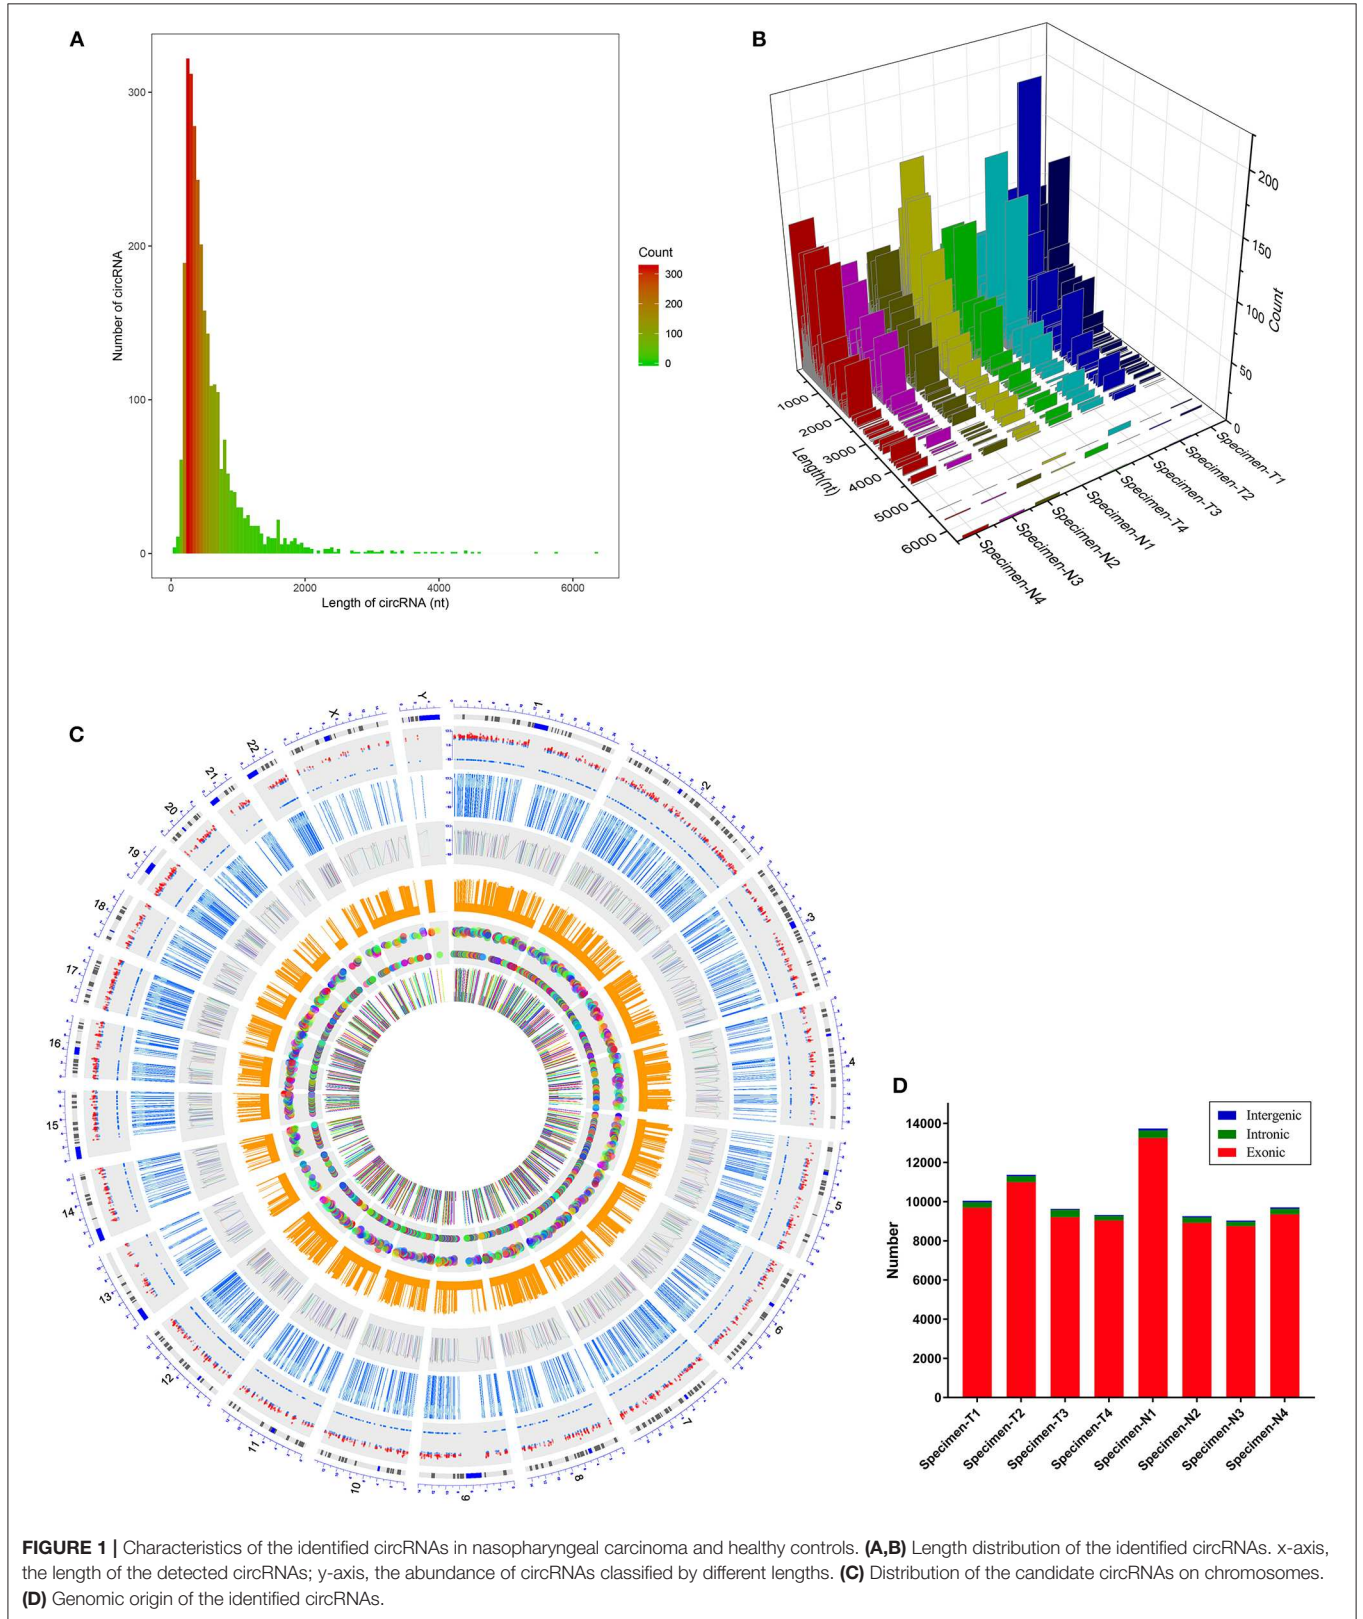 A
Number of circRNA
300
200
100
0
0 2000 4000 6000
Length of circRNA (nt)
Count
300
200
100
0
B
200
150
100
50
0
Count
1000
2000
3000
4000
5000
6000
Length(nt)
Specimen-T1
Specimen-T2
Specimen-T3
Specimen-T4
Specimen-N1
Specimen-N2
Specimen-N3
Specimen-N4
C
1
2
3
4
5
6
7
8
9
10
11
12
13
14
15
16
17
18
19
20
21
22
X
Y
D
Number
14000
12000
10000
8000
6000
4000
2000
0
Intergenic
Intronic
Exonic
Specimen-T1
Specimen-T2
Specimen-T3
Specimen-T4
Specimen-N1
Specimen-N2
Specimen-N3
Specimen-N4
FIGURE 1 | Characteristics of the identified circRNAs in nasopharyngeal carcinoma and healthy controls. (A,B) Length distribution of the identified circRNAs. x-axis,
the length of the detected circRNAs; y-axis, the abundance of circRNAs classified by different lengths. (C) Distribution of the candidate circRNAs on chromosomes.
(D) Genomic origin of the identified circRNAs.